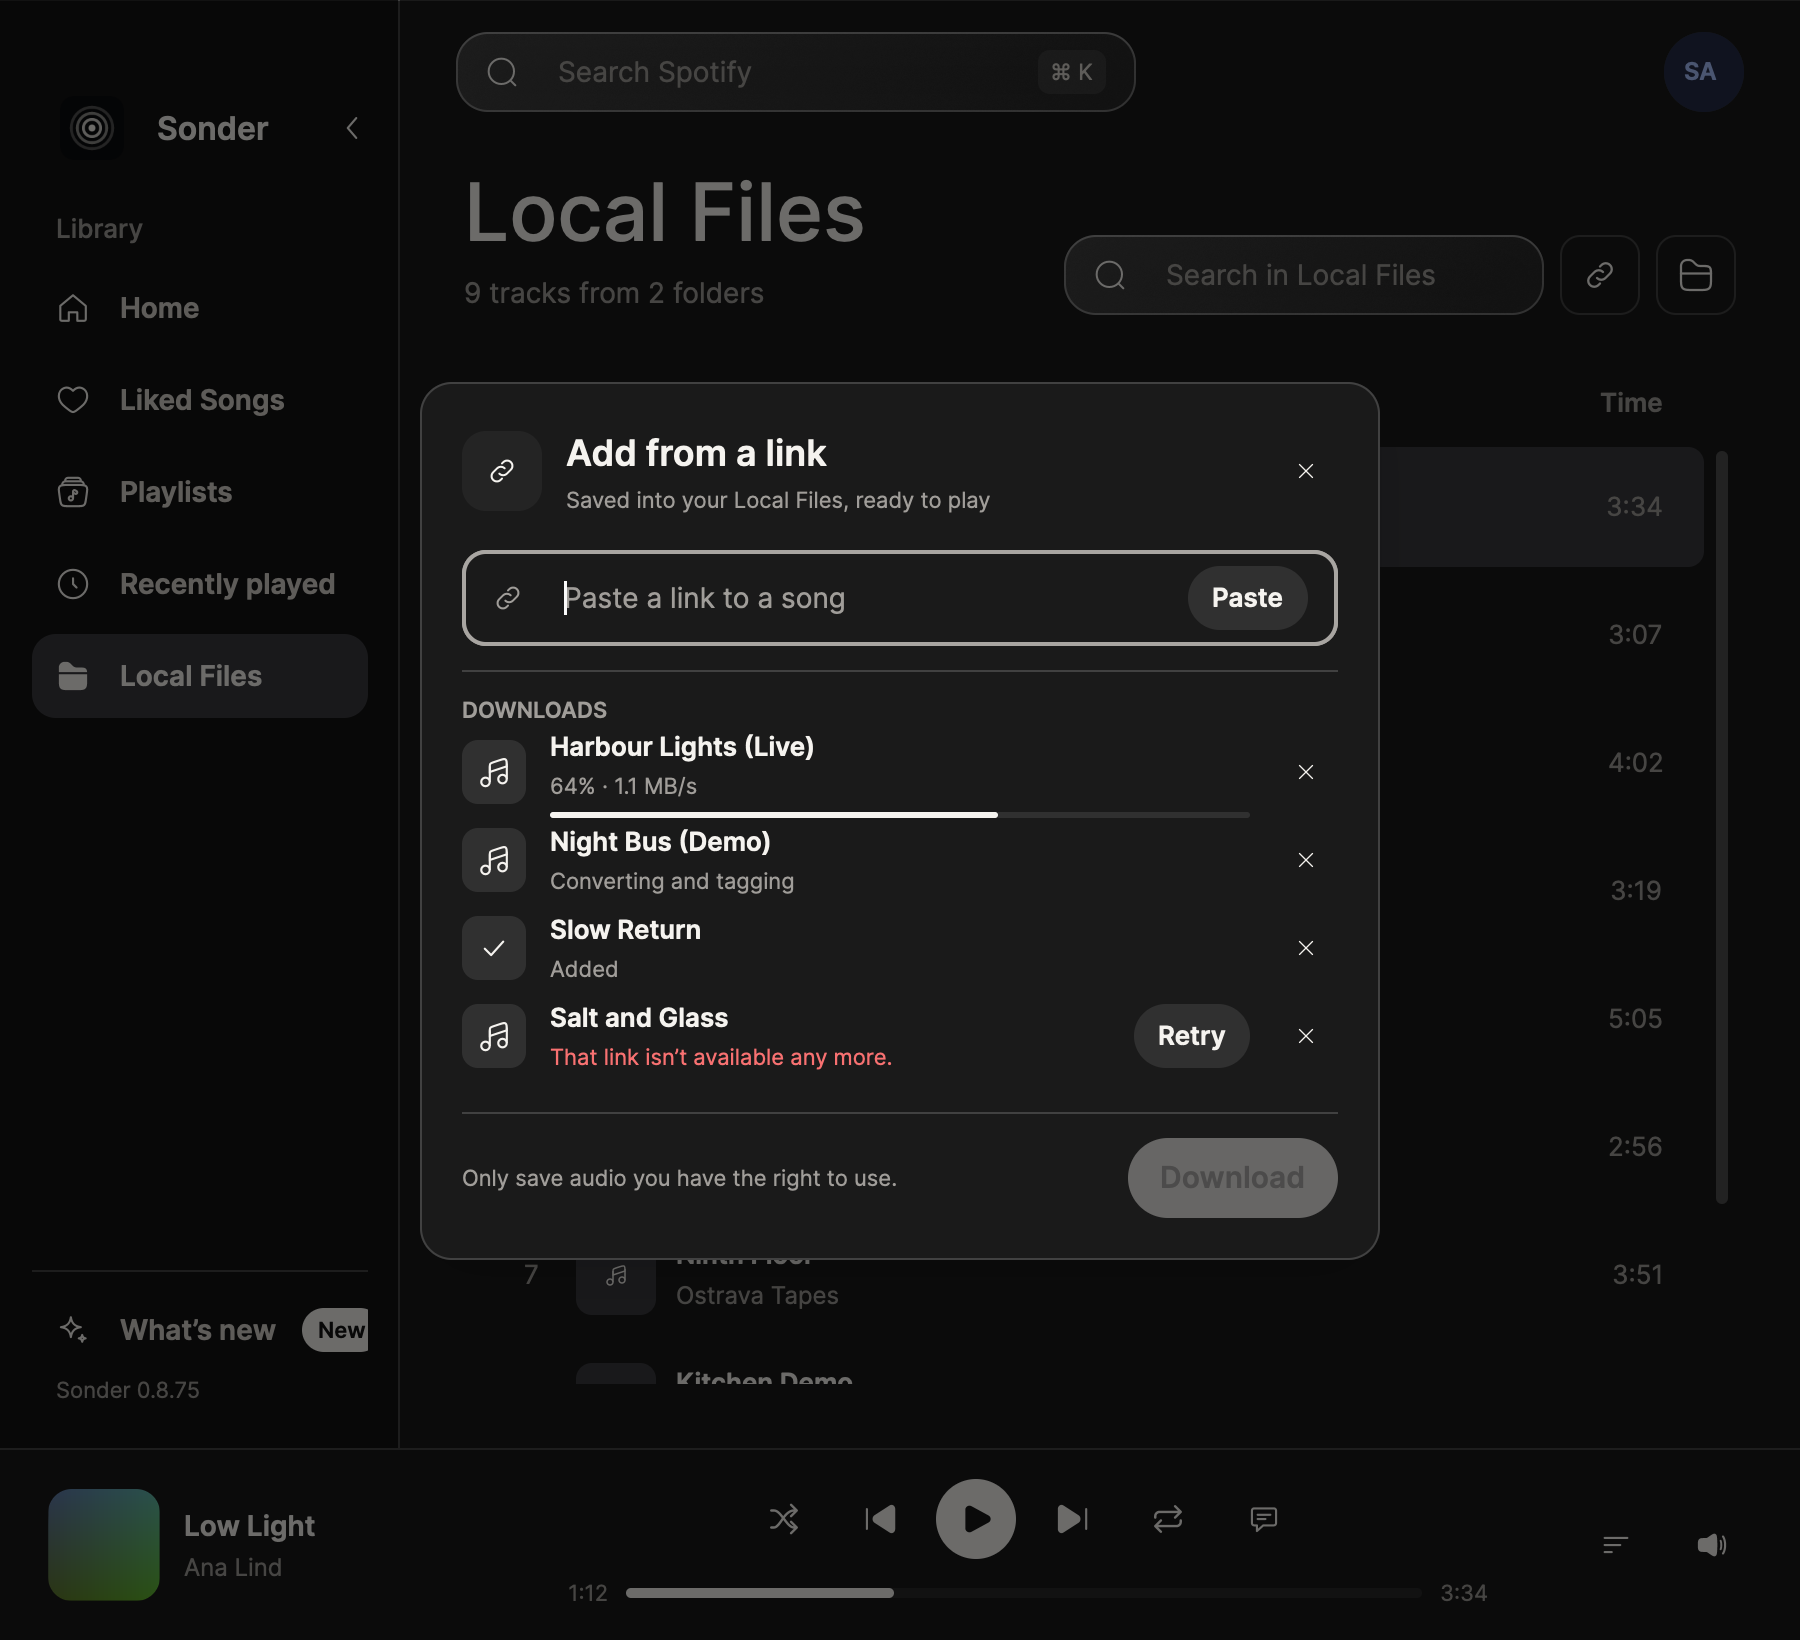 Search Spotify
⌘ K
SA
Sonder
Library
Home
Liked Songs
Playlists
Recently played
Local Files
What's new
New
Sonder 0.8.75
Local Files
9 tracks from 2 folders
Search in Local Files
Time
3:34
3:07
4:02
3:19
5:05
2:56
Add from a link
Saved into your Local Files, ready to play
Paste a link to a song
Paste
DOWNLOADS
Harbour Lights (Live)
64% · 1.1 MB/s
Night Bus (Demo)
Converting and tagging
Slow Return
Added
Salt and Glass
That link isn’t available any more.
Retry
Only save audio you have the right to use.
Download
7
Ninth Floor
Ostrava Tapes
3:51
Kitchen Demo
Low Light
Ana Lind
1:12
3:34